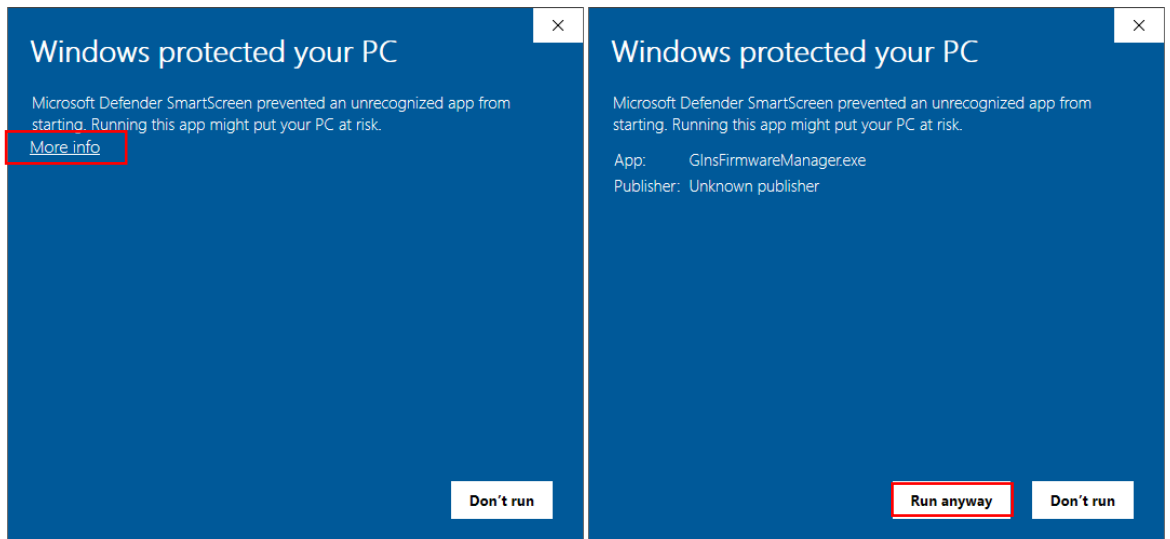 Windows protected your PC
Microsoft Defender SmartScreen prevented an unrecognized app from
starting. Running this app might put your PC at risk.
More info
Don't run
Windows protected your PC
Microsoft Defender SmartScreen prevented an unrecognized app from
starting. Running this app might put your PC at risk.
App: GInsFirmwareManager.exe
Publisher: Unknown publisher
Run anyway Don't run